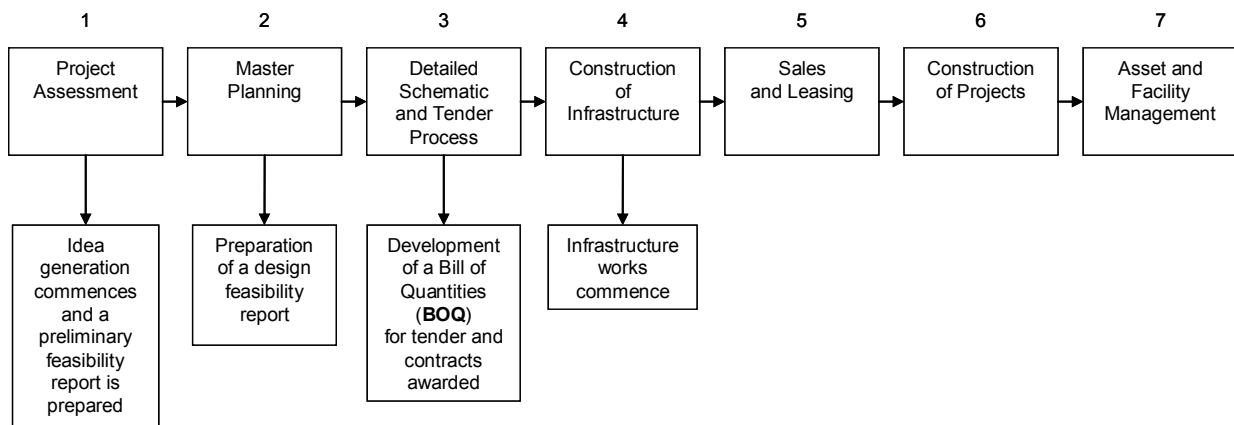 1
2
3
4
5
6
7
Project
Assessment
Master
Planning
Detailed
Schematic
and Tender
Process
Construction
of
Infrastructure
Sales
and Leasing
Construction
of Projects
Asset and
Facility
Management
Idea
generation
commences
and a
preliminary
feasibility
report is
prepared
Preparation
of a design
feasibility
report
Development
of a Bill of
Quantities
(BOQ)
for tender and
contracts
awarded
Infrastructure
works
commence